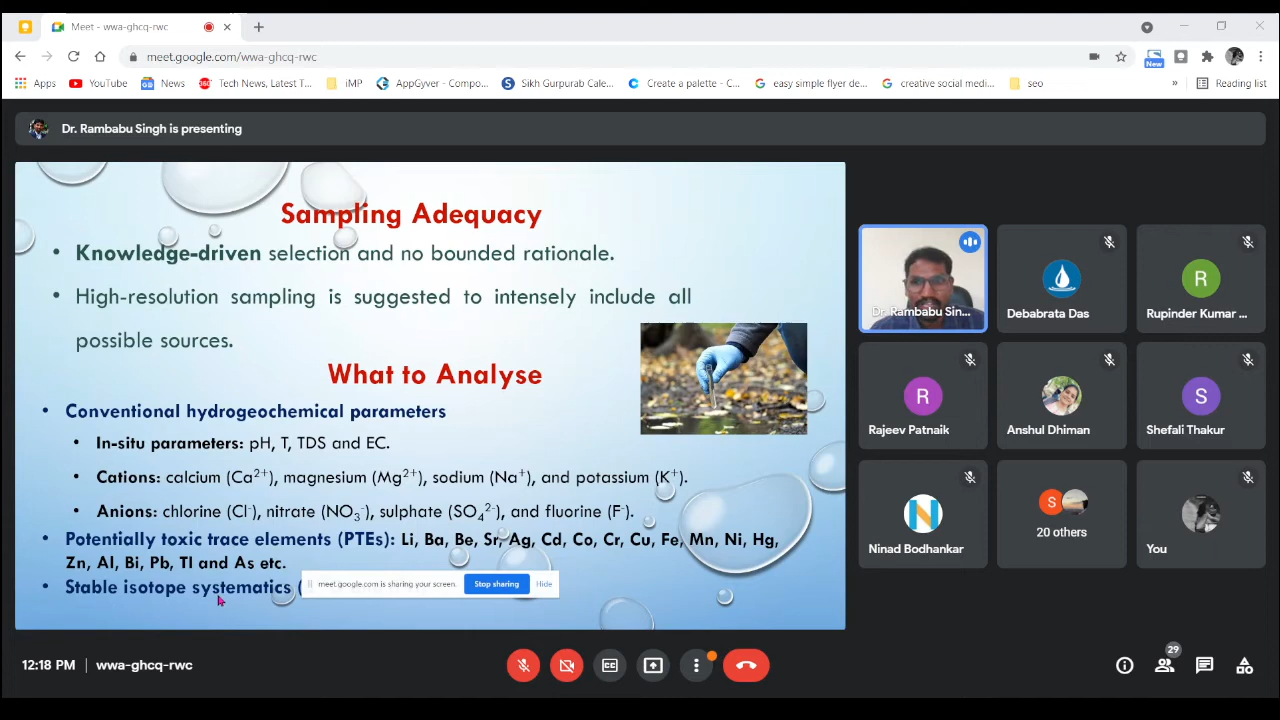 Meet - wwa-ghcq-rwc
meet.google.com/wwa-ghcq-rwc
New
Apps YouTube News Tech News, Latest T... iMP AppGyver - Compo... Sikh Gurpurab Cale... Create a palette - C... easy simple flyer de... creative social medi... seo » Reading list
Dr. Rambabu Singh is presenting
Sampling Adequacy
• Knowledge-driven selection and no bounded rationale.
• High-resolution sampling is suggested to intensely include all
possible sources.
What to Analyse
• Conventional hydrogeochemical parameters
• In-situ parameters: pH, T, TDS and EC.
• Cations: calcium (Ca²⁺), magnesium (Mg²⁺), sodium (Na⁺), and potassium (K⁺).
• Anions: chlorine (Cl⁻), nitrate (NO₃⁻), sulphate (SO₄²⁻), and fluorine (F⁻).
• Potentially toxic trace elements (PTEs): Li, Ba, Be, Sr, Ag, Cd, Co, Cr, Cu, Fe, Mn, Ni, Hg,
Zn, Al, Bi, Pb, Tl and As etc.
• Stable isotope systematics (
meet.google.com is sharing your screen. Stop sharing Hide
Dr. Rambabu Sin...
Debabrata Das
R
Rupinder Kumar ...
R
Rajeev Patnaik
Anshul Dhiman
S
Shefali Thakur
N
Ninad Bodhankar
S
20 others
You
12:18 PM | wwa-ghcq-rwc
CC
29